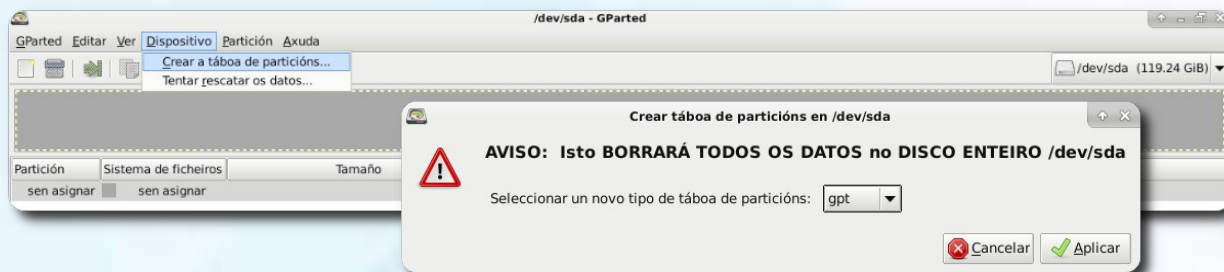 /dev/sda - GParted
GParted Editar Ver Dispositivo Partición Axuda
Crear a táboa de particións...
Tentar rescatar os datos...
/dev/sda (119.24 GiB)
Crear táboa de particións en /dev/sda
AVISO: Isto BORRARÁ TODOS OS DATOS no DISCO ENTEIRO /dev/sda
Partición Sistema de ficheiros Tamaño
sen asignar sen asignar
Seleccionar un novo tipo de táboa de particións: gpt
Cancelar Aplicar